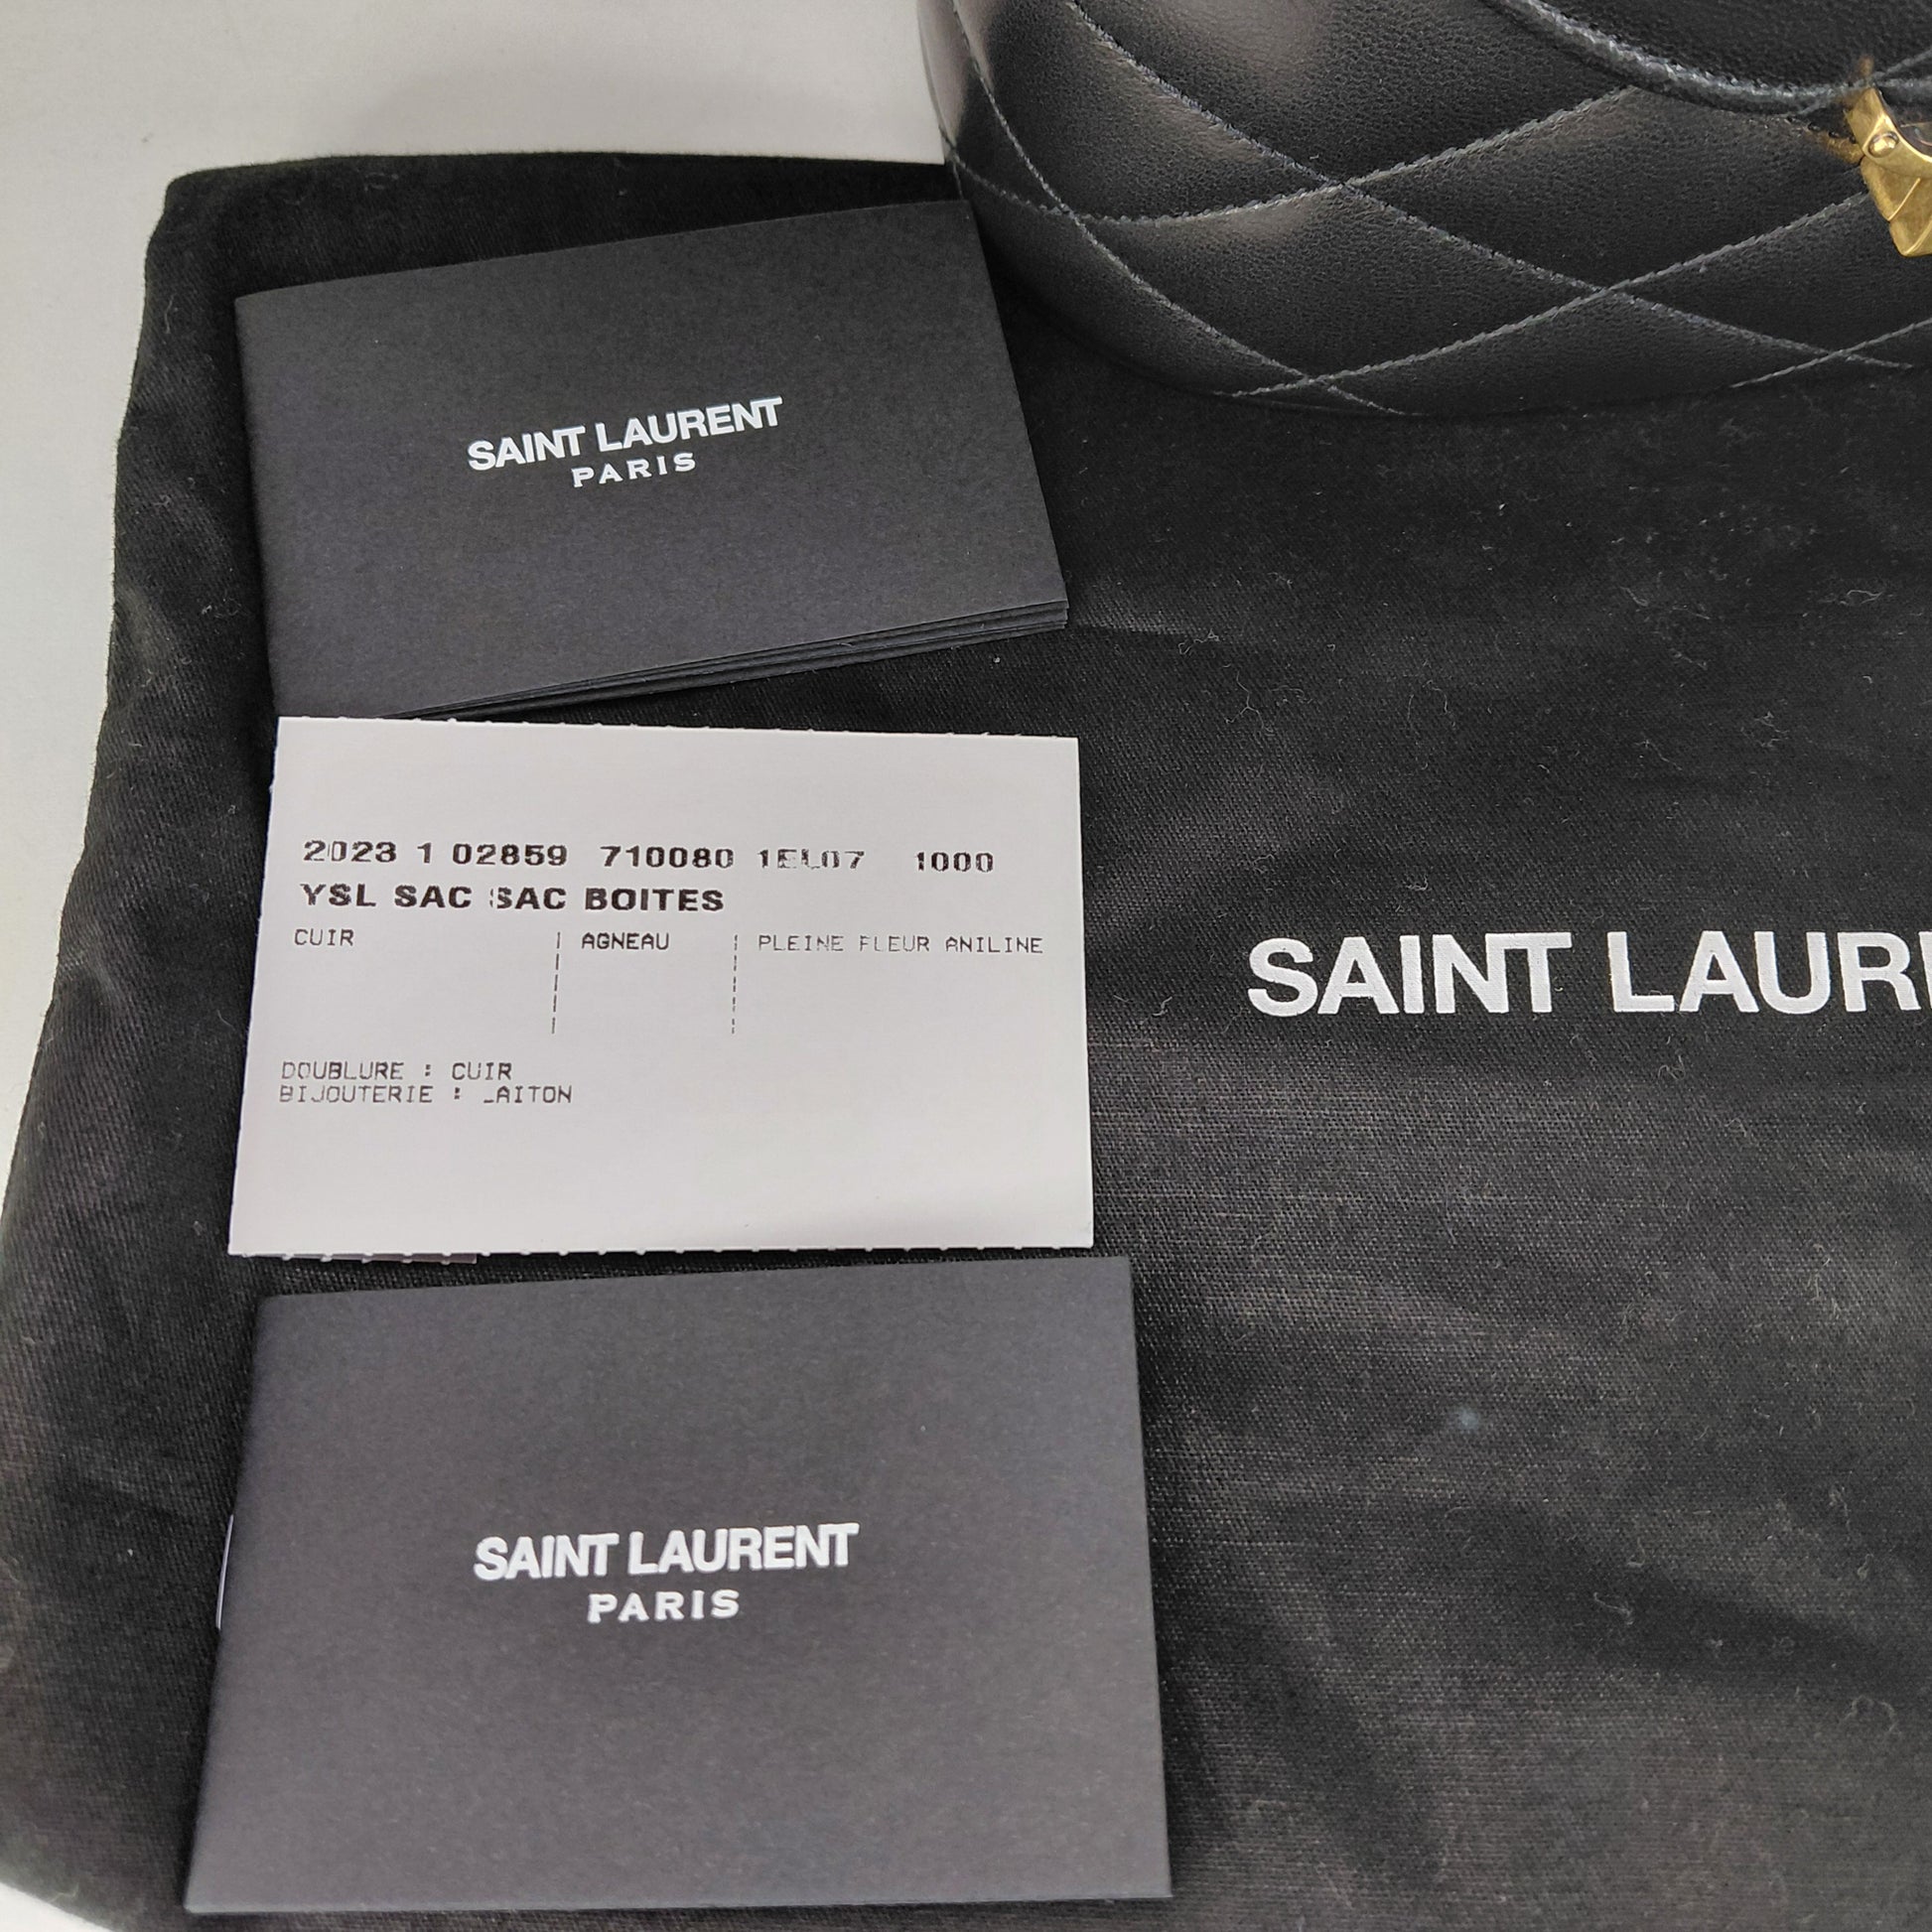 SAINT LAURENT
PARIS
2023 1 02859 710080 1EL07 1000
YSL SAC SAC BOITES
CUIR | AGNEAU | PLEINE FLEUR ANILINE
DOUBLURE : CUIR
BIJOUTERIE : LAITON
SAINT LAURE
SAINT LAURENT
PARIS